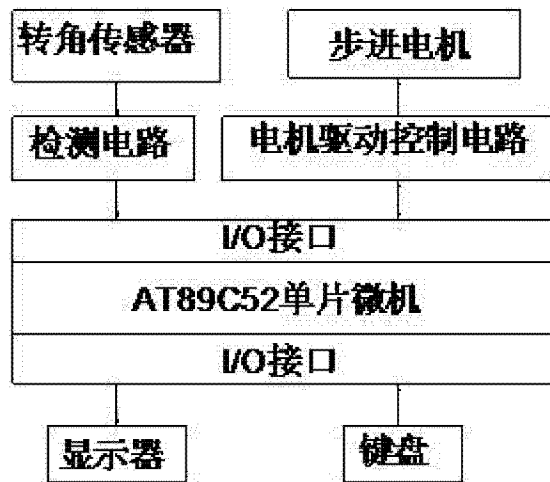 转角传感器
步进电机
检测电路
电机驱动控制电路
I/O接口
AT89C52单片微机
I/O接口
显示器
键盘